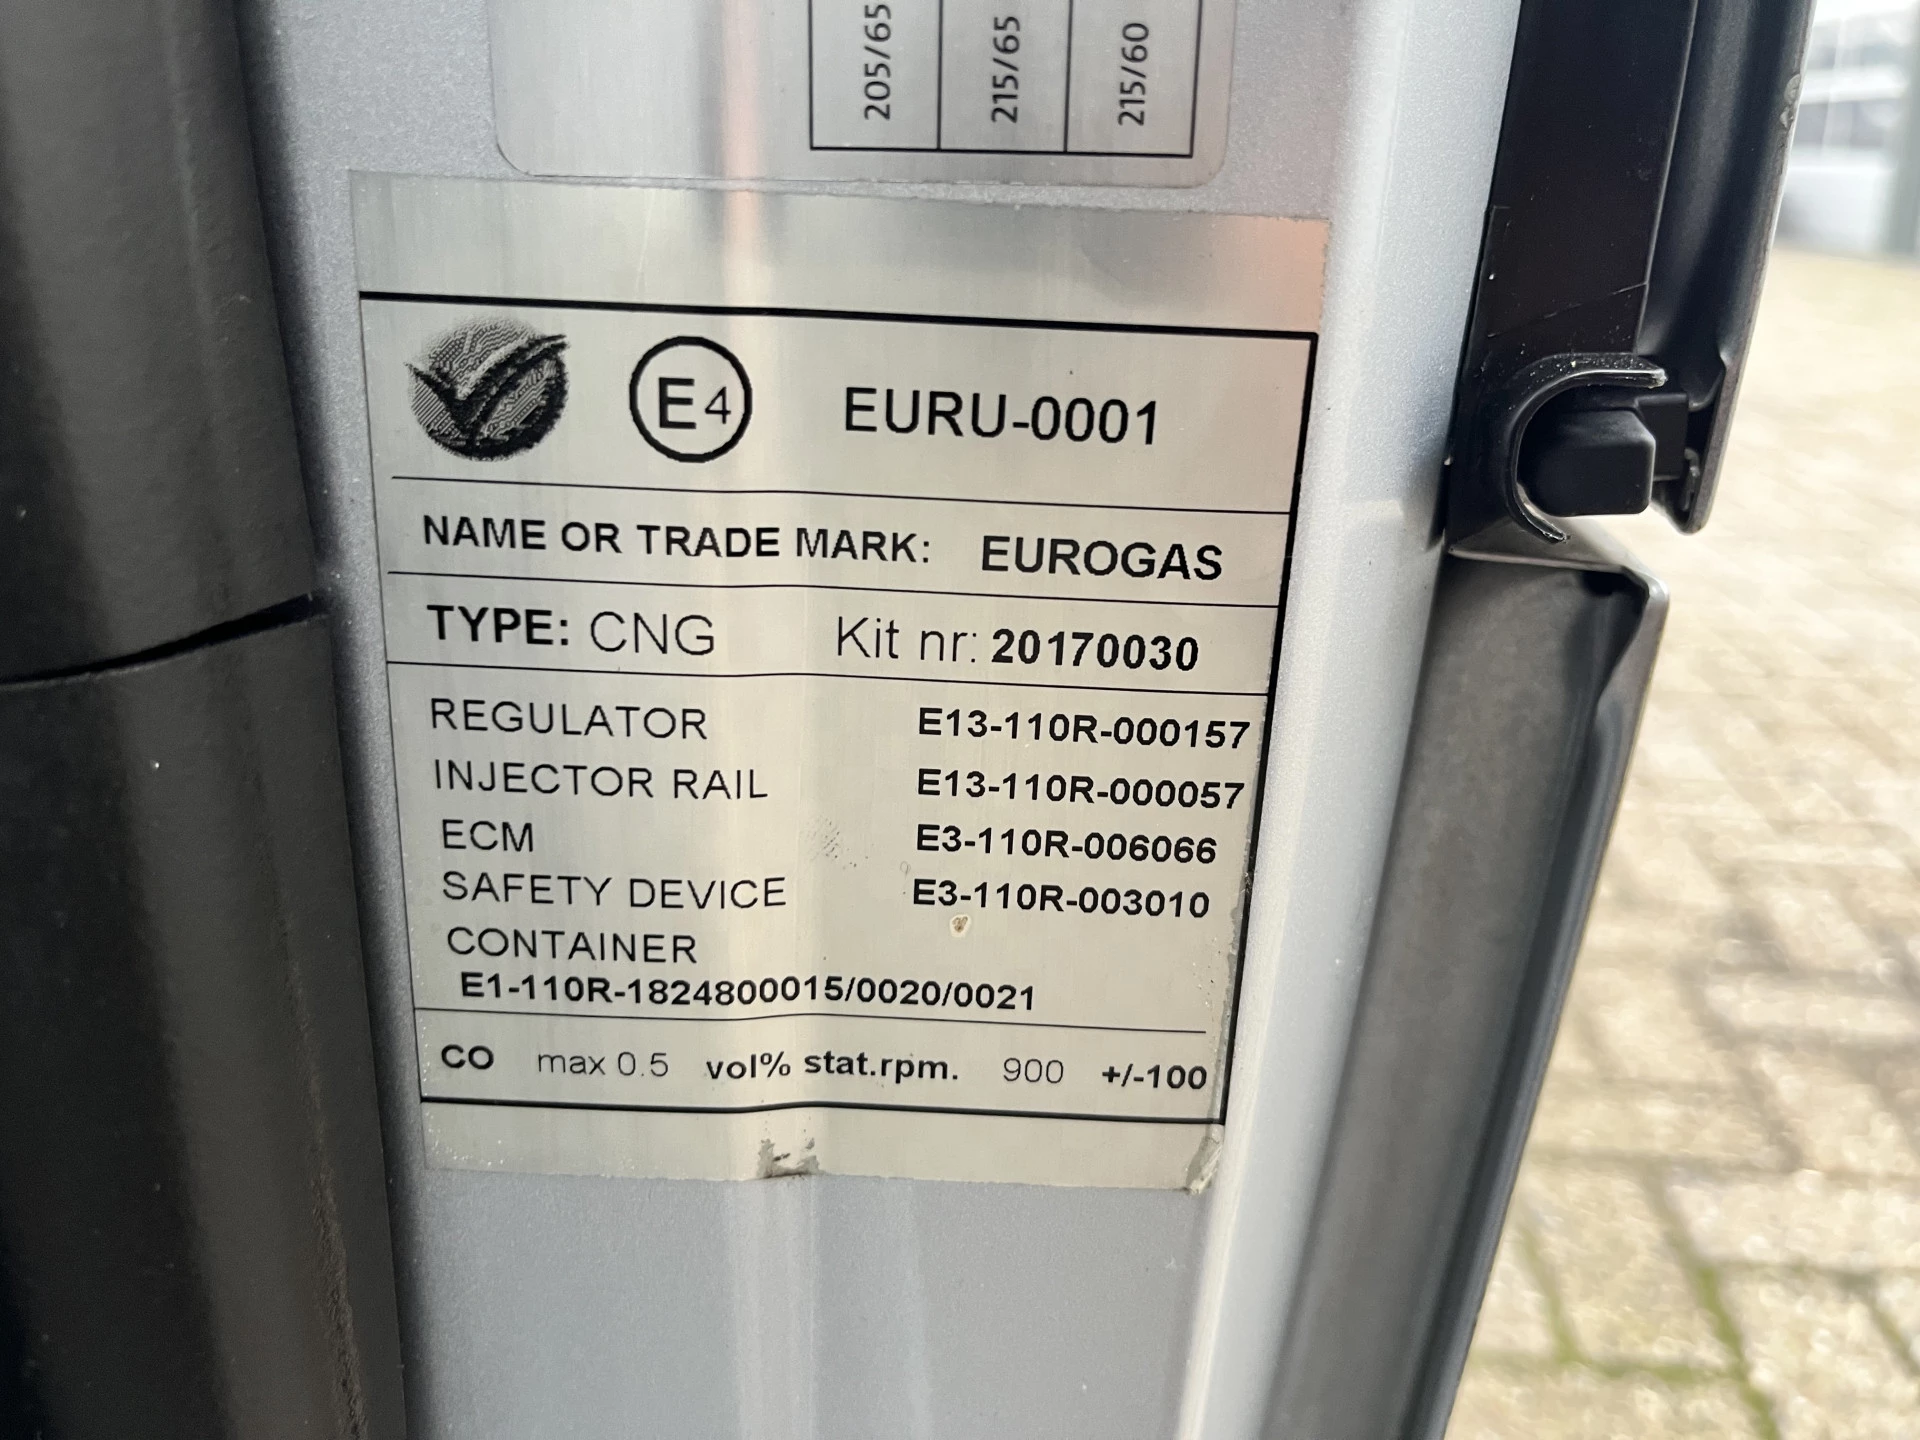 205/65
215/65
215/60
E4 EURU-0001
NAME OR TRADE MARK: EUROGAS
TYPE: CNG Kit nr: 20170030
REGULATOR E13-110R-000157
INJECTOR RAIL E13-110R-000057
ECM E3-110R-006066
SAFETY DEVICE E3-110R-003010
CONTAINER
E1-110R-1824800015/0020/0021
CO max 0.5 vol% stat.rpm. 900 +/-100